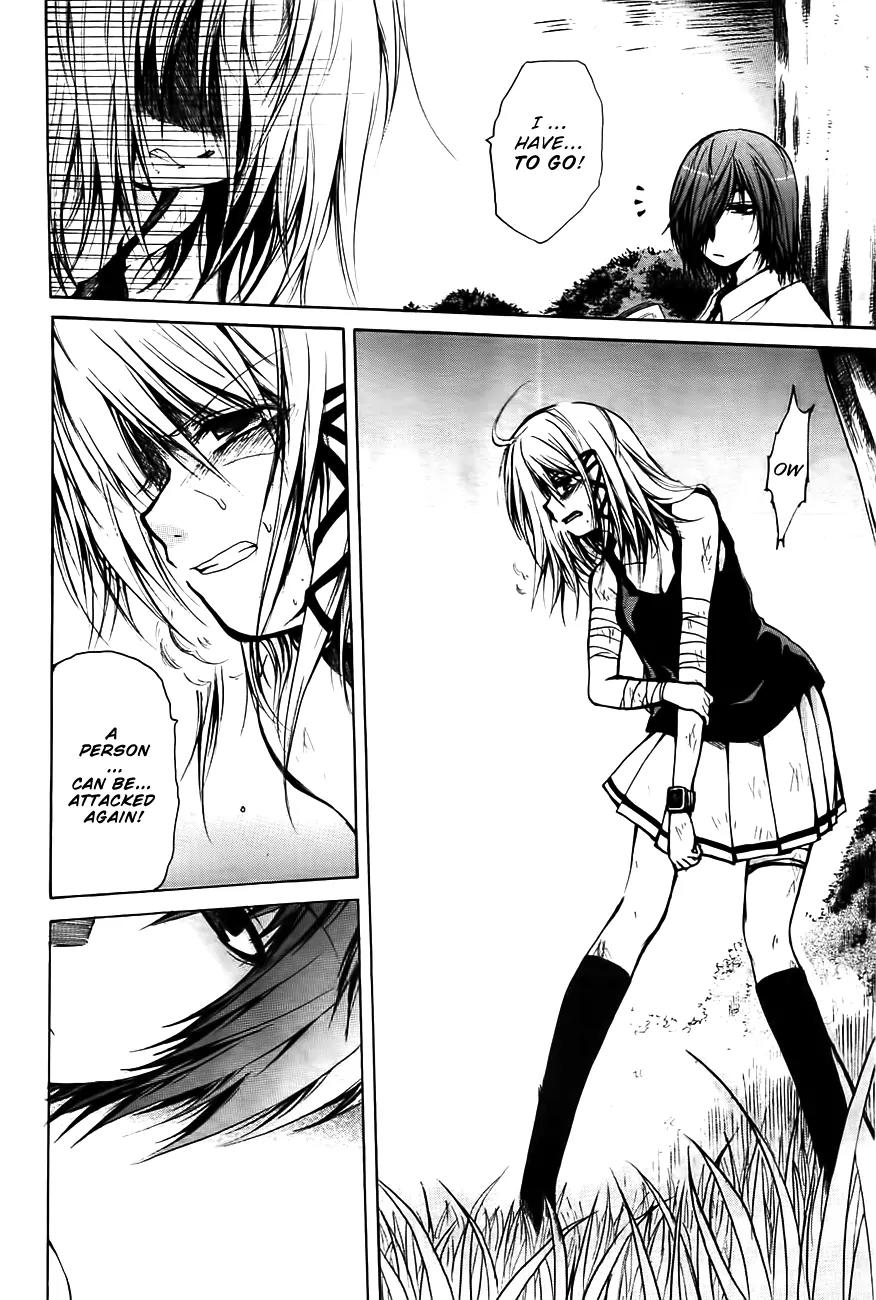 I ...
HAVE...
TO GO!
OW
A
PERSON
...
CAN BE...
ATTACKED
AGAIN!